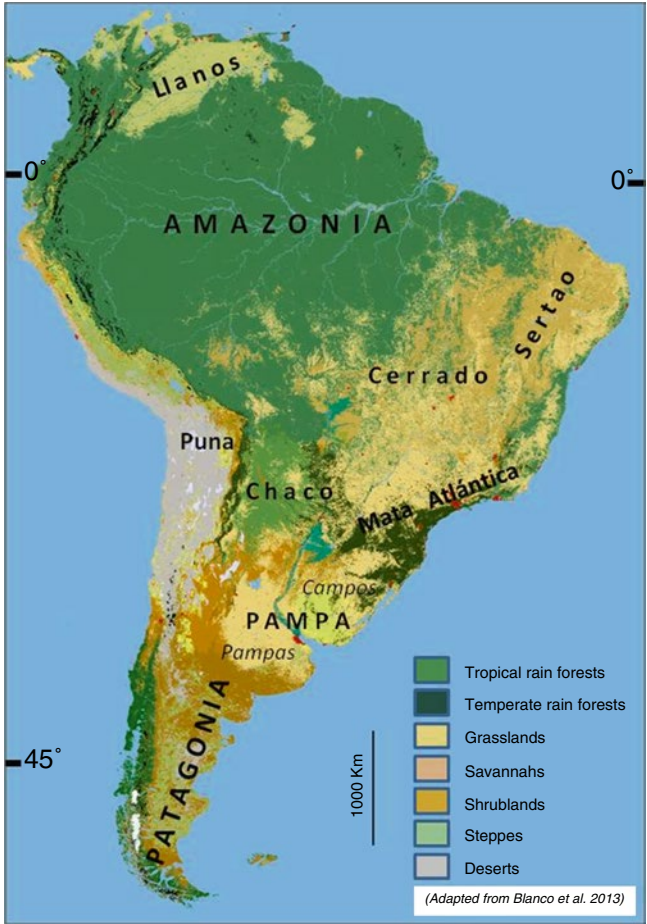 Llanos
0°
0°
AMAZONIA
Sertao
Cerrado
Puna
Chaco
Mata Atlántica
Campos
PAMPA
Pampas
PATAGONIA
45°
1000 Km
Tropical rain forests
Temperate rain forests
Grasslands
Savannahs
Shrublands
Steppes
Deserts
(Adapted from Blanco et al. 2013)